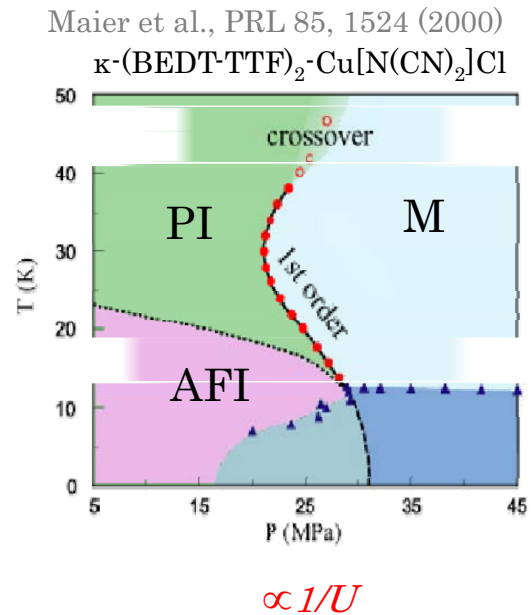 Maier et al., PRL 85, 1524 (2000)
κ-(BEDT-TTF)₂-Cu[N(CN)₂]Cl
50
crossover
40
PI
M
30
T (K)
1st order
20
AFI
10
0
5 15 25 35 45
P (MPa)
∝1/U